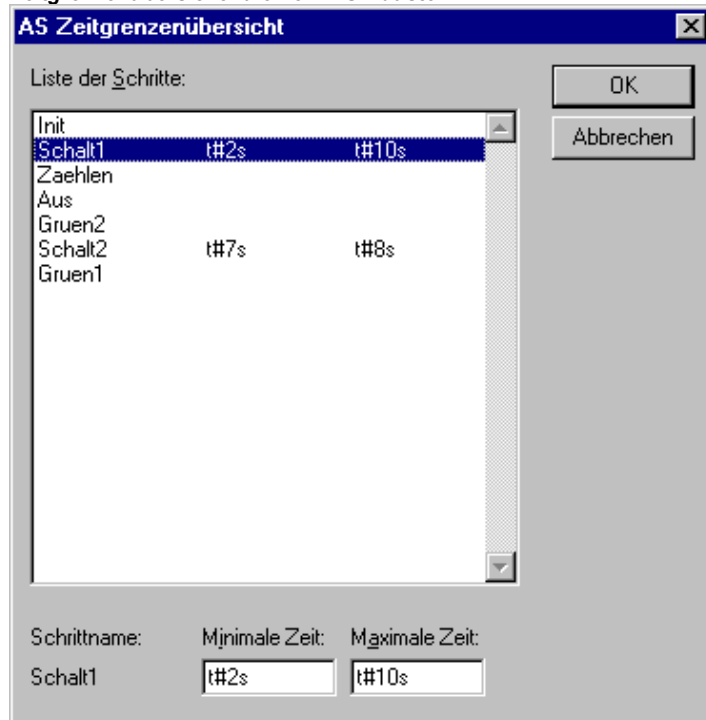 AS Zeitgrenzenübersicht
Liste der Schritte:
OK
Abbrechen
Init
Schalt1 t#2s t#10s
Zaehlen
Aus
Gruen2
Schalt2 t#7s t#8s
Gruen1
Schrittname: Minimale Zeit: Maximale Zeit:
Schalt1 t#2s t#10s